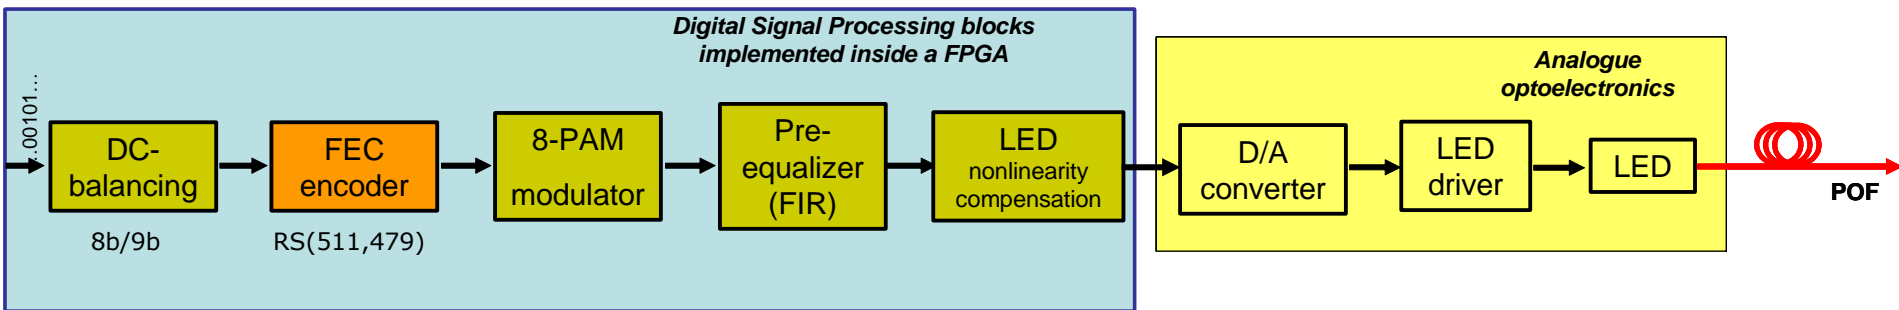 Digital Signal Processing blocks
implemented inside a FPGA
...00101...
DC-
balancing
8b/9b
FEC
encoder
RS(511,479)
8-PAM
modulator
Pre-
equalizer
(FIR)
LED
nonlinearity
compensation
Analogue
optoelectronics
D/A
converter
LED
driver
LED
POF